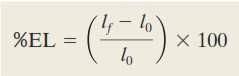 %EL = ( (l_f − l_0) / l_0 ) × 100